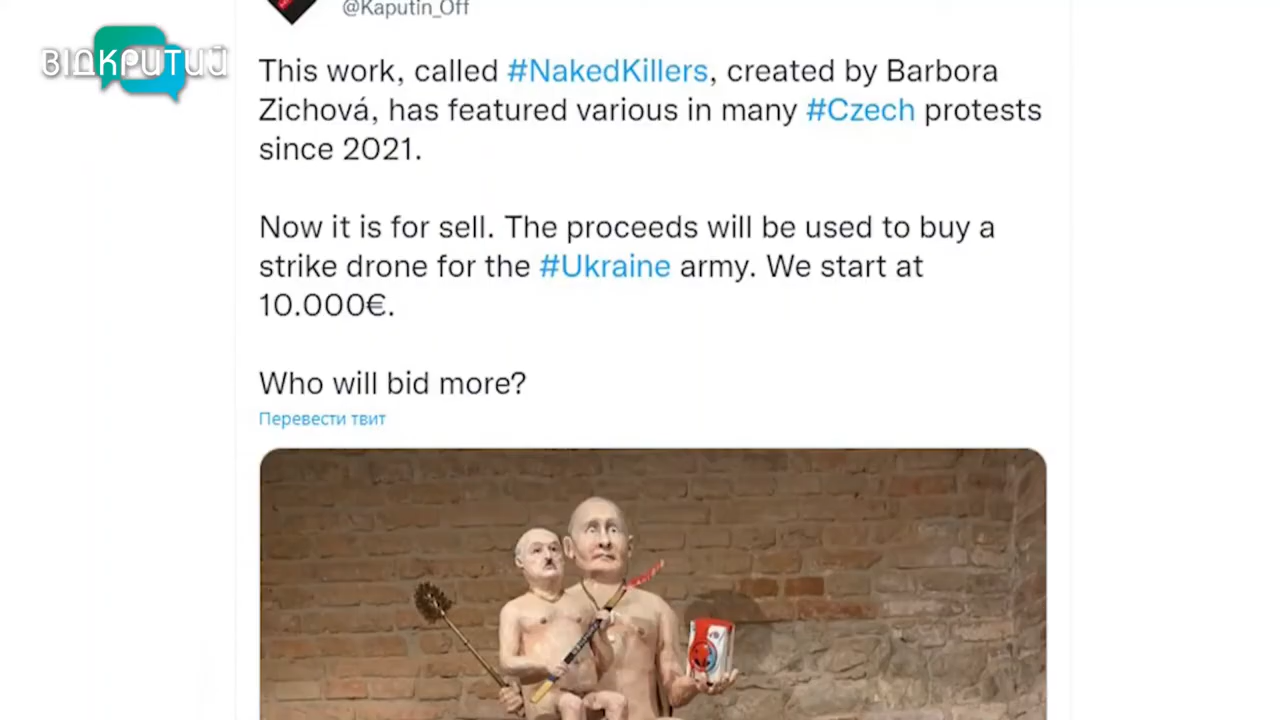 @Kaputin_Off
ВІДКРИТИЙ
This work, called #NakedKillers, created by Barbora
Zichová, has featured various in many #Czech protests
since 2021.
Now it is for sell. The proceeds will be used to buy a
strike drone for the #Ukraine army. We start at
10.000€.
Who will bid more?
Перевести твит